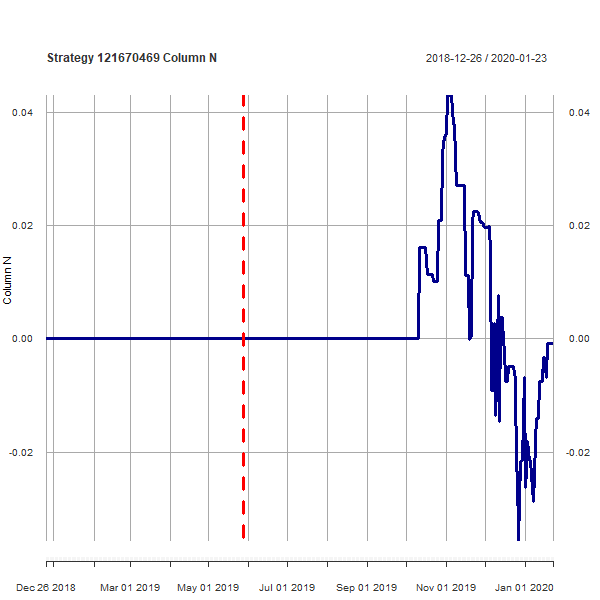 Strategy 121670469 Column N
2018-12-26 / 2020-01-23
0.04
0.04
0.02
0.02
Column N
0.00
0.00
-0.02
-0.02
Dec 26 2018
Mar 01 2019
May 01 2019
Jul 01 2019
Sep 01 2019
Nov 01 2019
Jan 01 2020